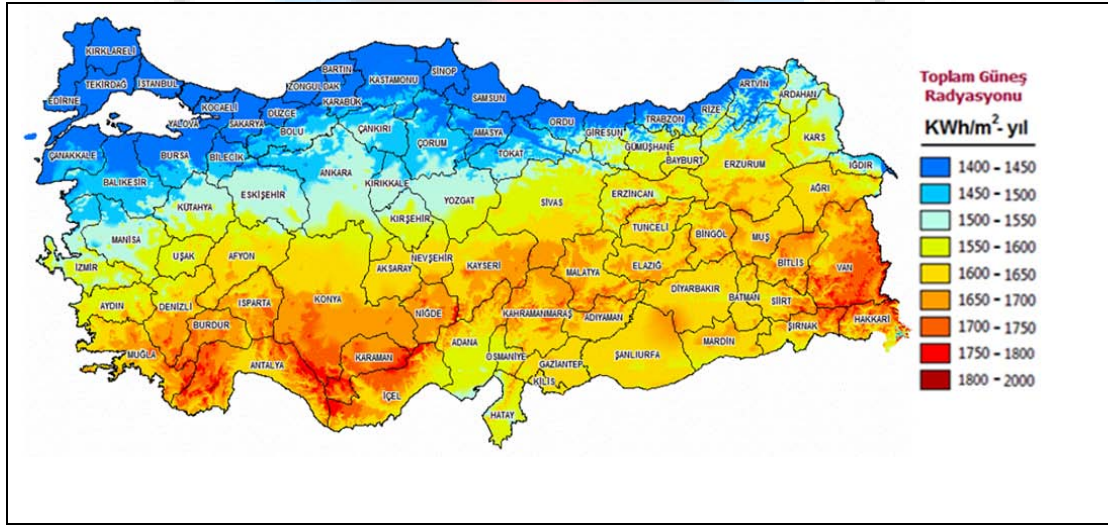 KIRKLARELİ
EDİRNE
TEKİRDAĞ
İSTANBUL
KOCAELİ
YALOVA
SAKARYA
DÜZCE
ZONGULDAK
BARTIN
KARABÜK
KASTAMONU
SİNOP
SAMSUN
ORDU
GİRESUN
TRABZON
RİZE
ARTVİN
ARDAHAN
ÇANAKKALE
BURSA
BİLECİK
BOLU
ÇANKIRI
ÇORUM
AMASYA
TOKAT
GÜMÜŞHANE
BAYBURT
ERZURUM
KARS
IĞDIR
BALIKESİR
KÜTAHYA
ESKİŞEHİR
ANKARA
KIRIKKALE
YOZGAT
SİVAS
ERZİNCAN
AĞRI
MANİSA
İZMİR
UŞAK
AFYON
KIRŞEHİR
NEVŞEHİR
AKSARAY
KAYSERİ
MALATYA
TUNCELİ
ELAZIĞ
BİNGÖL
MUŞ
BİTLİS
VAN
AYDIN
DENİZLİ
ISPARTA
BURDUR
KONYA
NİĞDE
KAHRAMANMARAŞ
ADIYAMAN
DİYARBAKIR
BATMAN
SİİRT
ŞIRNAK
HAKKARİ
MUĞLA
ANTALYA
KARAMAN
İÇEL
ADANA
OSMANİYE
GAZİANTEP
KİLİS
HATAY
ŞANLIURFA
MARDİN
Toplam Güneş
Radyasyonu
KWh/m²- yıl
1400 - 1450
1450 - 1500
1500 - 1550
1550 - 1600
1600 - 1650
1650 - 1700
1700 - 1750
1750 - 1800
1800 - 2000